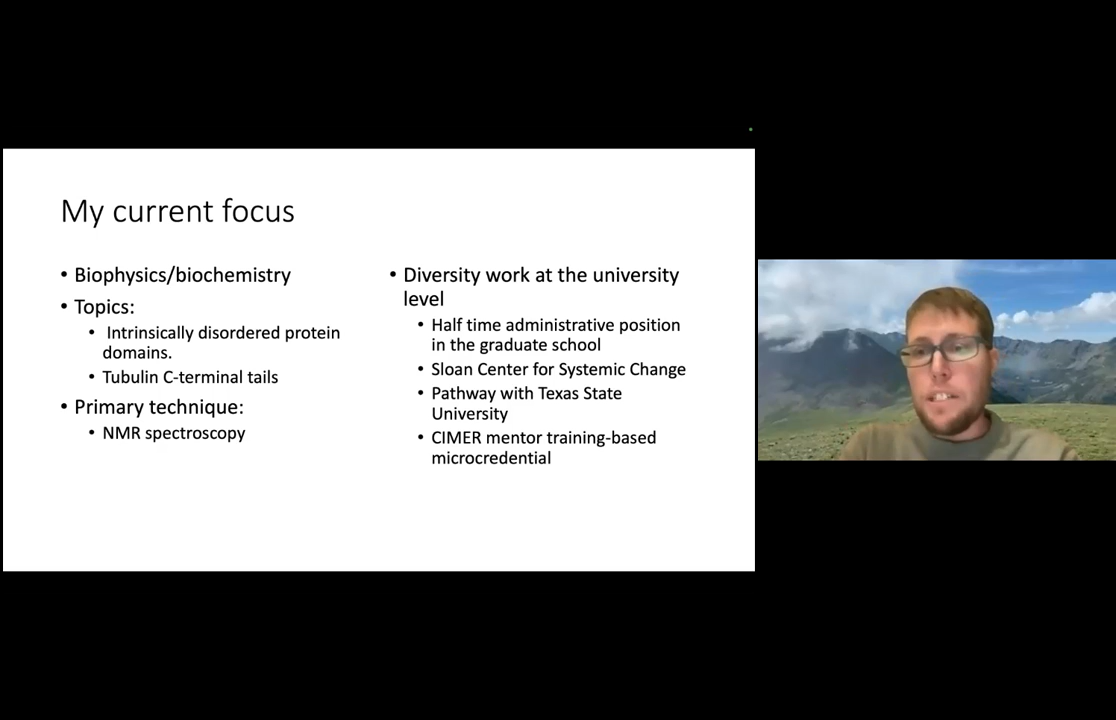 My current focus
• Biophysics/biochemistry
• Topics:
• Intrinsically disordered protein
domains.
• Tubulin C-terminal tails
• Primary technique:
• NMR spectroscopy
• Diversity work at the university
level
• Half time administrative position
in the graduate school
• Sloan Center for Systemic Change
• Pathway with Texas State
University
• CIMER mentor training-based
microcredential